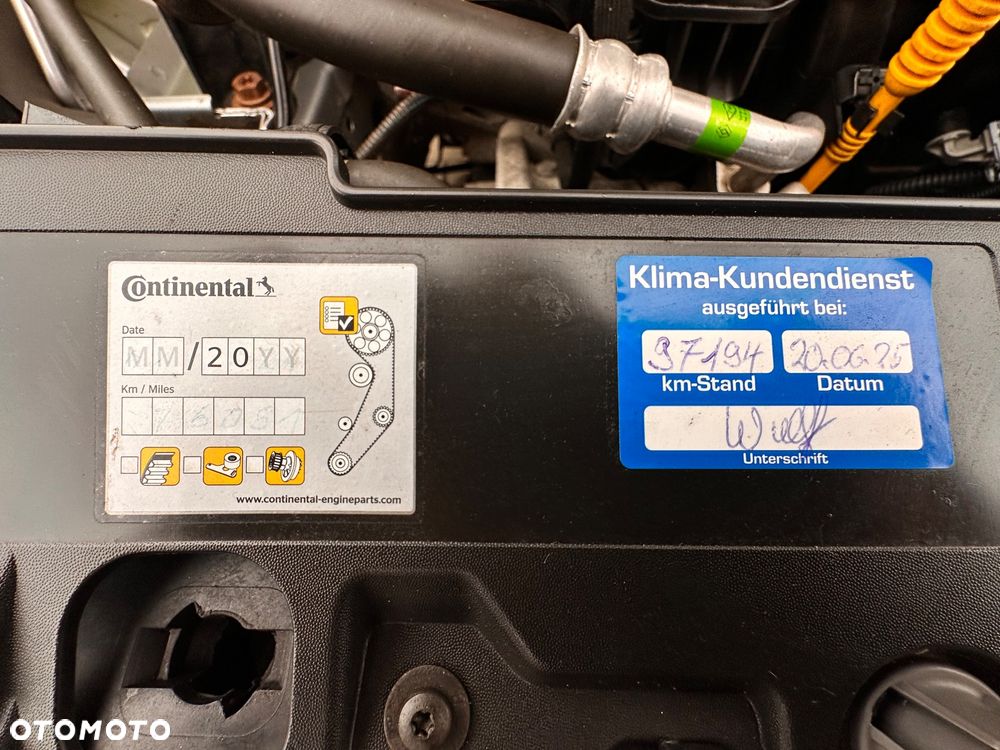 Continental
Date
MM/20YY
Km / Miles
176051
www.continental-engineparts.com
Klima-Kundendienst
ausgeführt bei:
97194 20.06.25
km-Stand Datum
Unterschrift
OTOMOTO